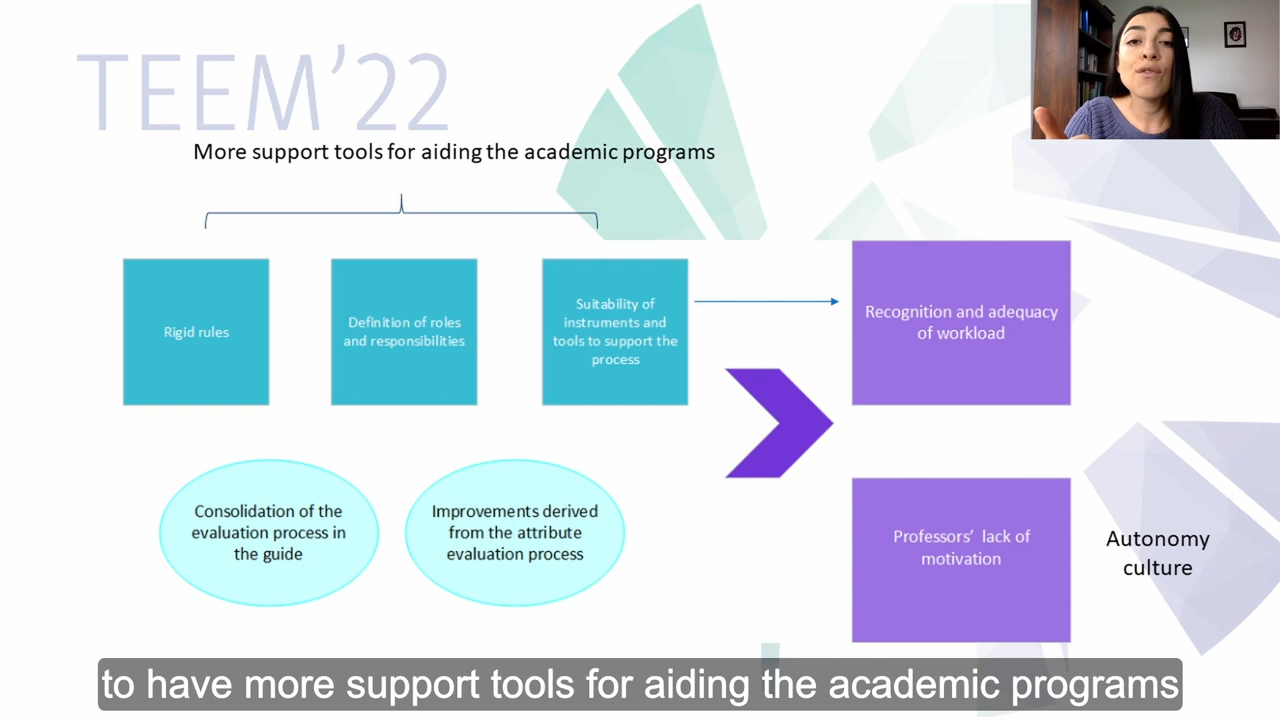 TEEM’22
More support tools for aiding the academic programs
Rigid rules
Definition of roles
and responsibilities
Suitability of
instruments and
tools to support the
process
Recognition and adequacy
of workload
Consolidation of the
evaluation process in
the guide
Improvements derived
from the attribute
evaluation process
Professors’ lack of
motivation
Autonomy
culture
to have more support tools for aiding the academic programs